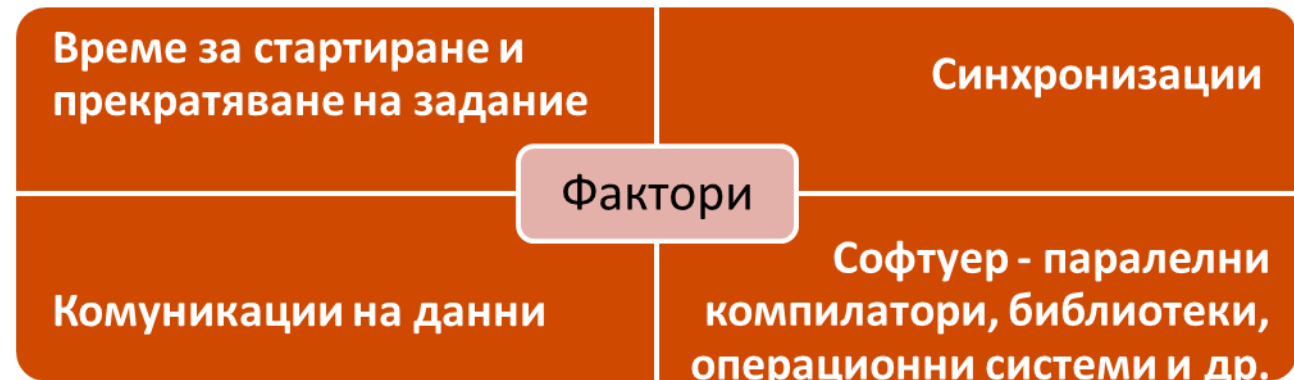 Време за стартиране и
прекратяване на задание
Синхронизации
Фактори
Комуникации на данни
Софтуер - паралелни
компилатори, библиотеки,
операционни системи и др.